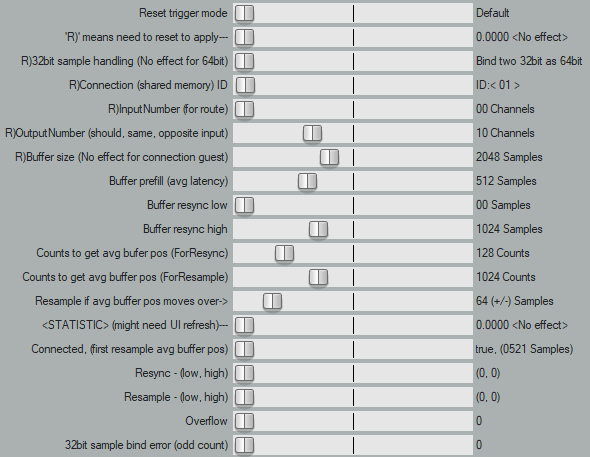 Reset trigger mode Default
'R)' means need to reset to apply--- 0.0000 <No effect>
R)32bit sample handling (No effect for 64bit) Bind two 32bit as 64bit
R)Connection (shared memory) ID ID:< 01 >
R)InputNumber (for route) 00 Channels
R)OutputNumber (should, same, opposite input) 10 Channels
R)Buffer size (No effect for connection guest) 2048 Samples
Buffer prefill (avg latency) 512 Samples
Buffer resync low 00 Samples
Buffer resync high 1024 Samples
Counts to get avg bufer pos (ForResync) 128 Counts
Counts to get avg bufer pos (ForResample) 1024 Counts
Resample if avg buffer pos moves over-> 64 (+/-) Samples
<STATISTIC> (might need UI refresh)--- 0.0000 <No effect>
Connected, (first resample avg buffer pos) true, (0521 Samples)
Resync - (low, high) (0, 0)
Resample - (low, high) (0, 0)
Overflow 0
32bit sample bind error (odd count) 0